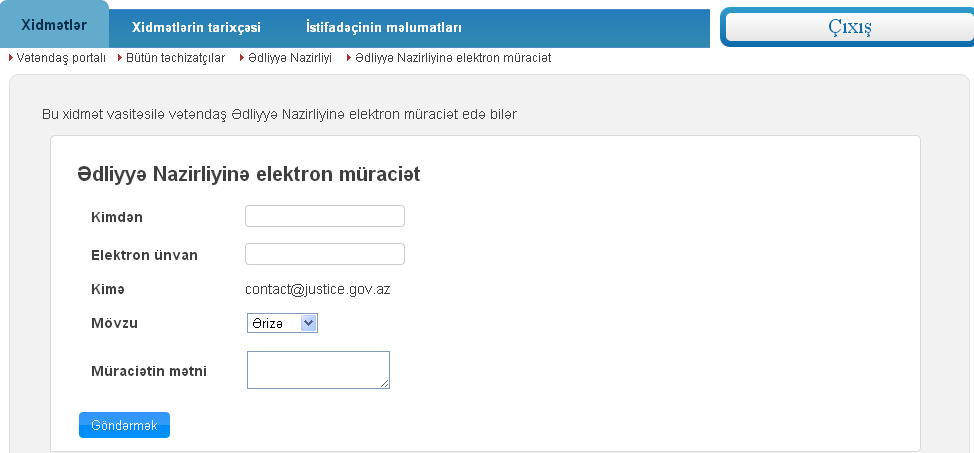 Xidmətlər Xidmətlərin tarixçəsi İstifadəçinin məlumatları Çıxış
Vətəndaş portalı Bütün təchizatçılar Ədliyyə Nazirliyi Ədliyyə Nazirliyinə elektron müraciət
Bu xidmət vasitəsilə vətəndaş Ədliyyə Nazirliyinə elektron müraciət edə bilər
Ədliyyə Nazirliyinə elektron müraciət
Kimdən
Elektron ünvan
Kimə contact@justice.gov.az
Mövzu Ərizə
Müraciətin mətni
Göndərmək